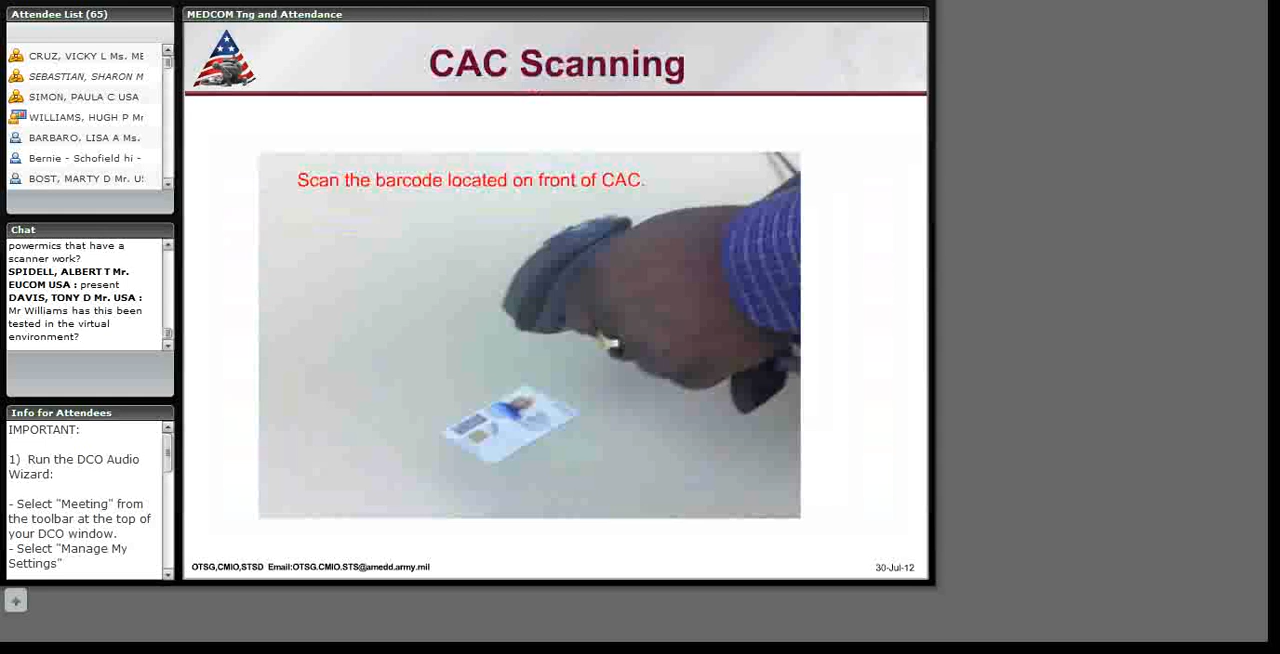 Attendee List (65)
CRUZ, VICKY L Ms. ME
SEBASTIAN, SHARON M
SIMON, PAULA C USA
WILLIAMS, HUGH P Mr
BARBARO, LISA A Ms.
Bernie - Schofield hi -
BOST, MARTY D Mr. U
Chat
powermics that have a
scanner work?
SPIDELL, ALBERT T Mr.
EUCOM USA : present
DAVIS, TONY D Mr. USA :
Mr Williams has this been
tested in the virtual
environment?
Info for Attendees
IMPORTANT:
1) Run the DCO Audio
Wizard:
- Select "Meeting" from
the toolbar at the top of
your DCO window.
- Select "Manage My
Settings"
MEDCOM Tng and Attendance
CAC Scanning
Scan the barcode located on front of CAC.
OTSG,CMIO,STSD Email:OTSG.CMIO.STS@amedd.army.mil
30-Jul-12